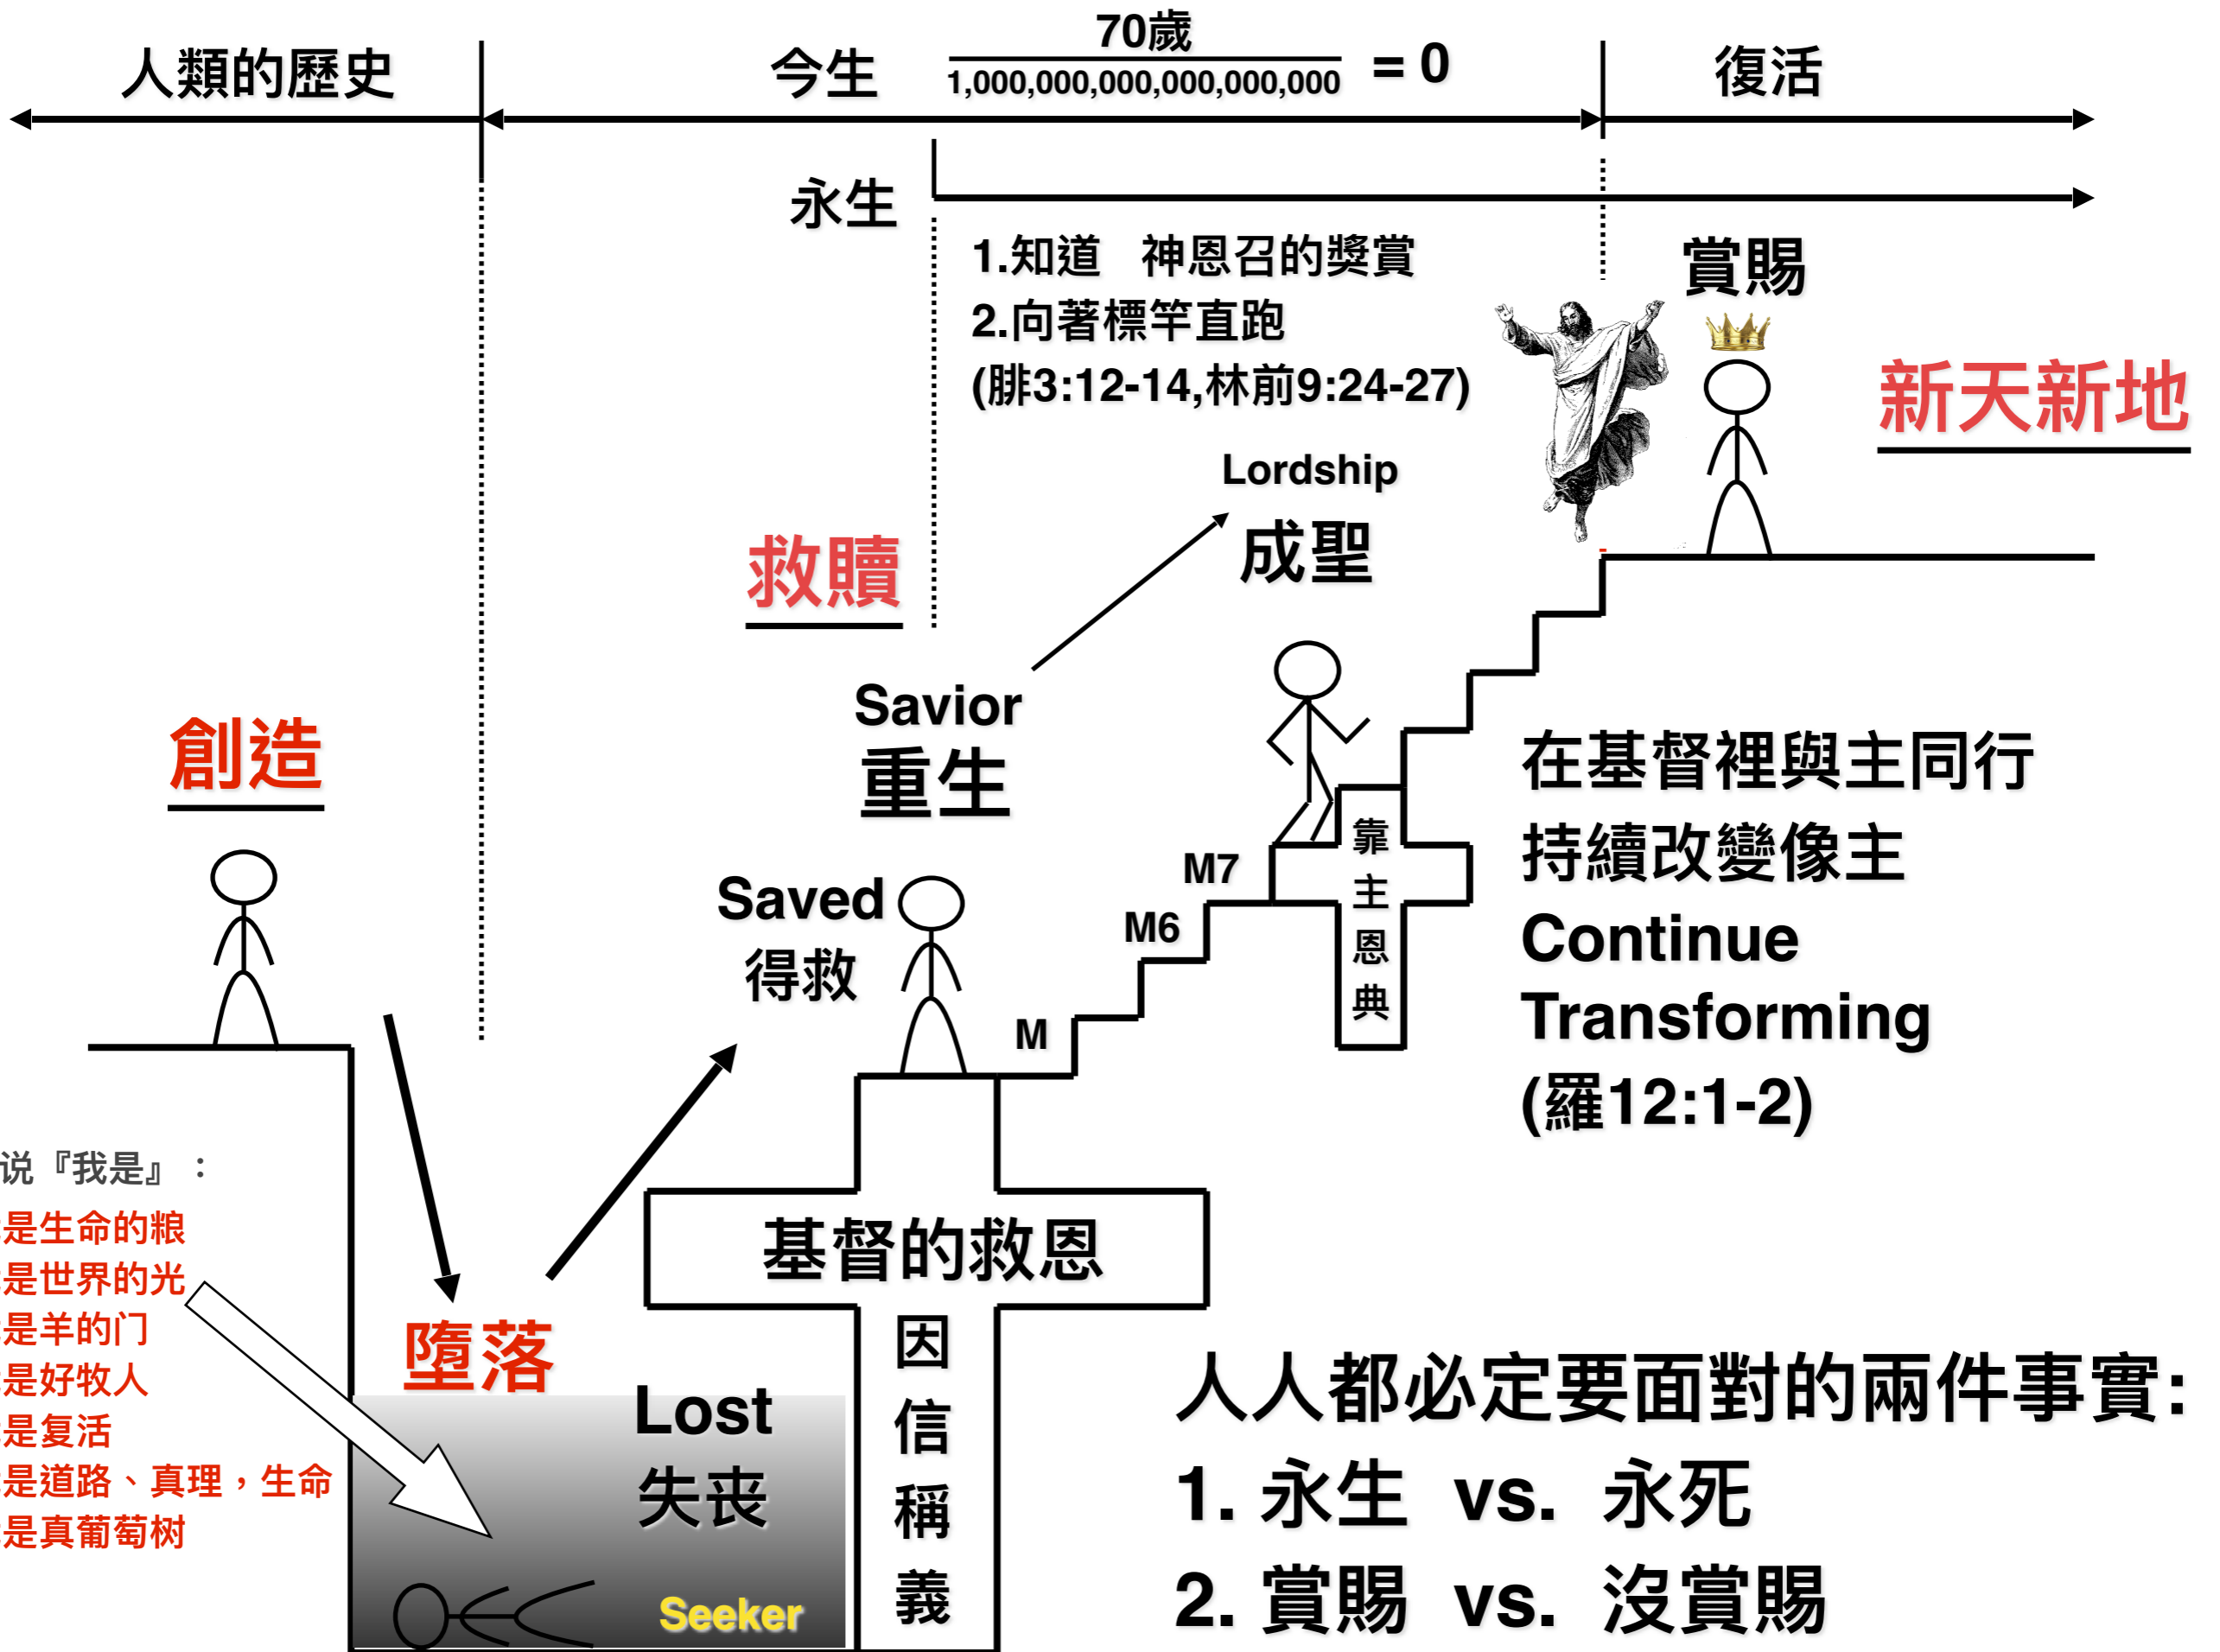 人類的歷史
今生
70歲
1,000,000,000,000,000,000
= 0
復活
永生
1.知道 神恩召的獎賞
2.向著標竿直跑
(腓3:12-14,林前9:24-27)
賞賜
新天新地
Lordship
成聖
救贖
Savior
重生
創造
Saved
得救
M
M6
M7
靠
主
恩
典
在基督裡與主同行
持續改變像主
Continue
Transforming
(羅12:1-2)
说『我是』：
是生命的粮
是世界的光
是羊的门
是好牧人
是复活
是道路、真理，生命
是真葡萄树
墮落
Lost
失丧
Seeker
基督的救恩
因
信
稱
義
人人都必定要面對的兩件事實:
1. 永生 vs. 永死
2. 賞賜 vs. 沒賞賜